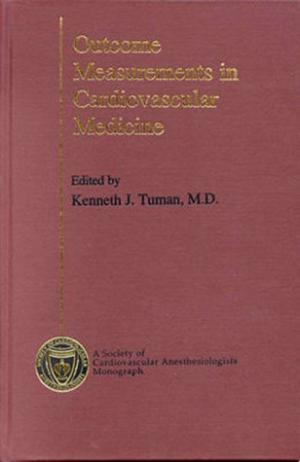 Outcome
Measurements in
Cardiovascular
Medicine
Edited by
Kenneth J. Tuman, M.D.
A Society of
Cardiovascular Anesthesiologists
Monograph